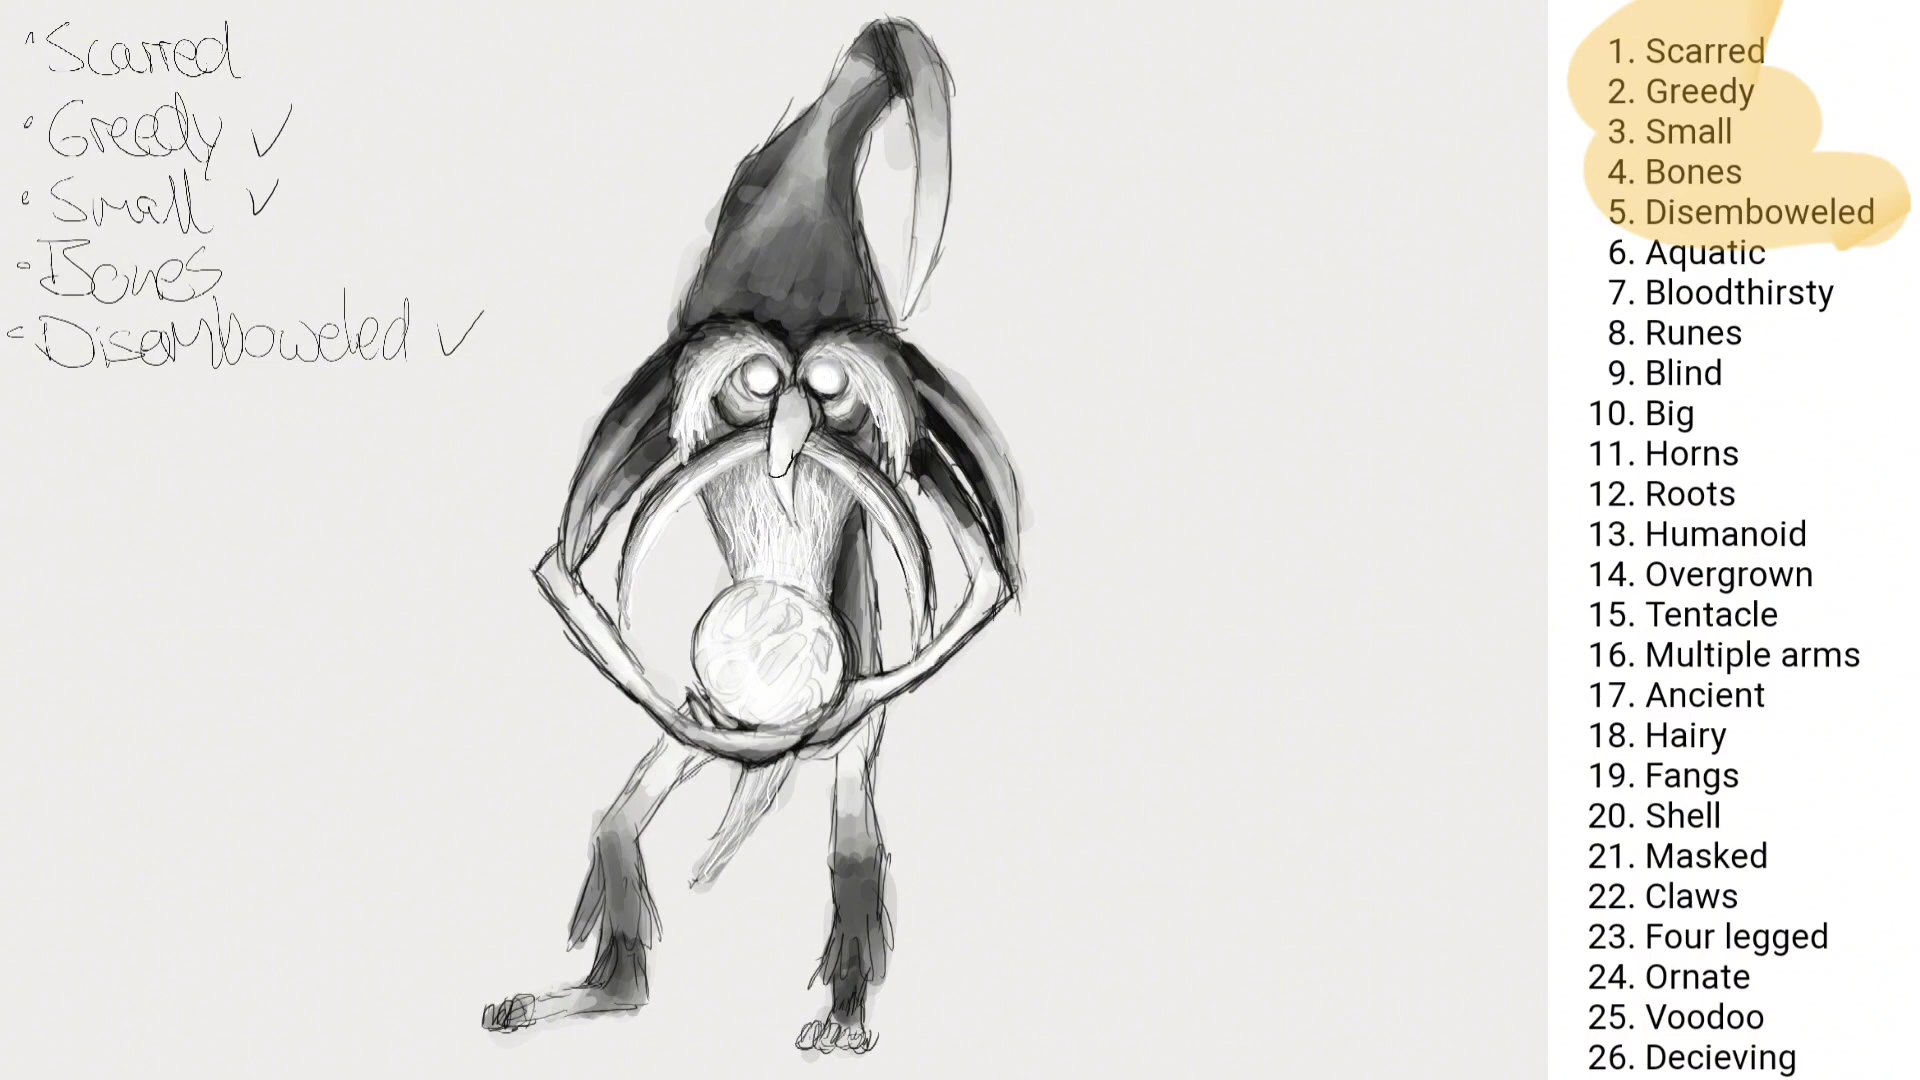 Scarred
Greedy ✓
Small ✓
Bones
Disemboweled ✓
1. Scarred
2. Greedy
3. Small
4. Bones
5. Disemboweled
6. Aquatic
7. Bloodthirsty
8. Runes
9. Blind
10. Big
11. Horns
12. Roots
13. Humanoid
14. Overgrown
15. Tentacle
16. Multiple arms
17. Ancient
18. Hairy
19. Fangs
20. Shell
21. Masked
22. Claws
23. Four legged
24. Ornate
25. Voodoo
26. Decieving